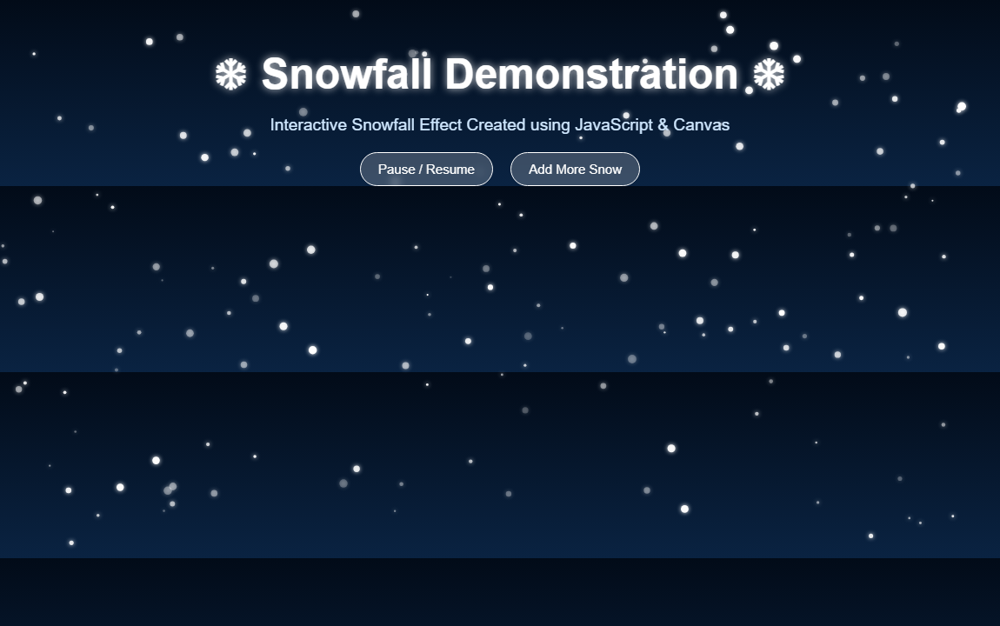 ❄ Snowfall Demonstration ❄
Interactive Snowfall Effect Created using JavaScript & Canvas
Pause / Resume
Add More Snow